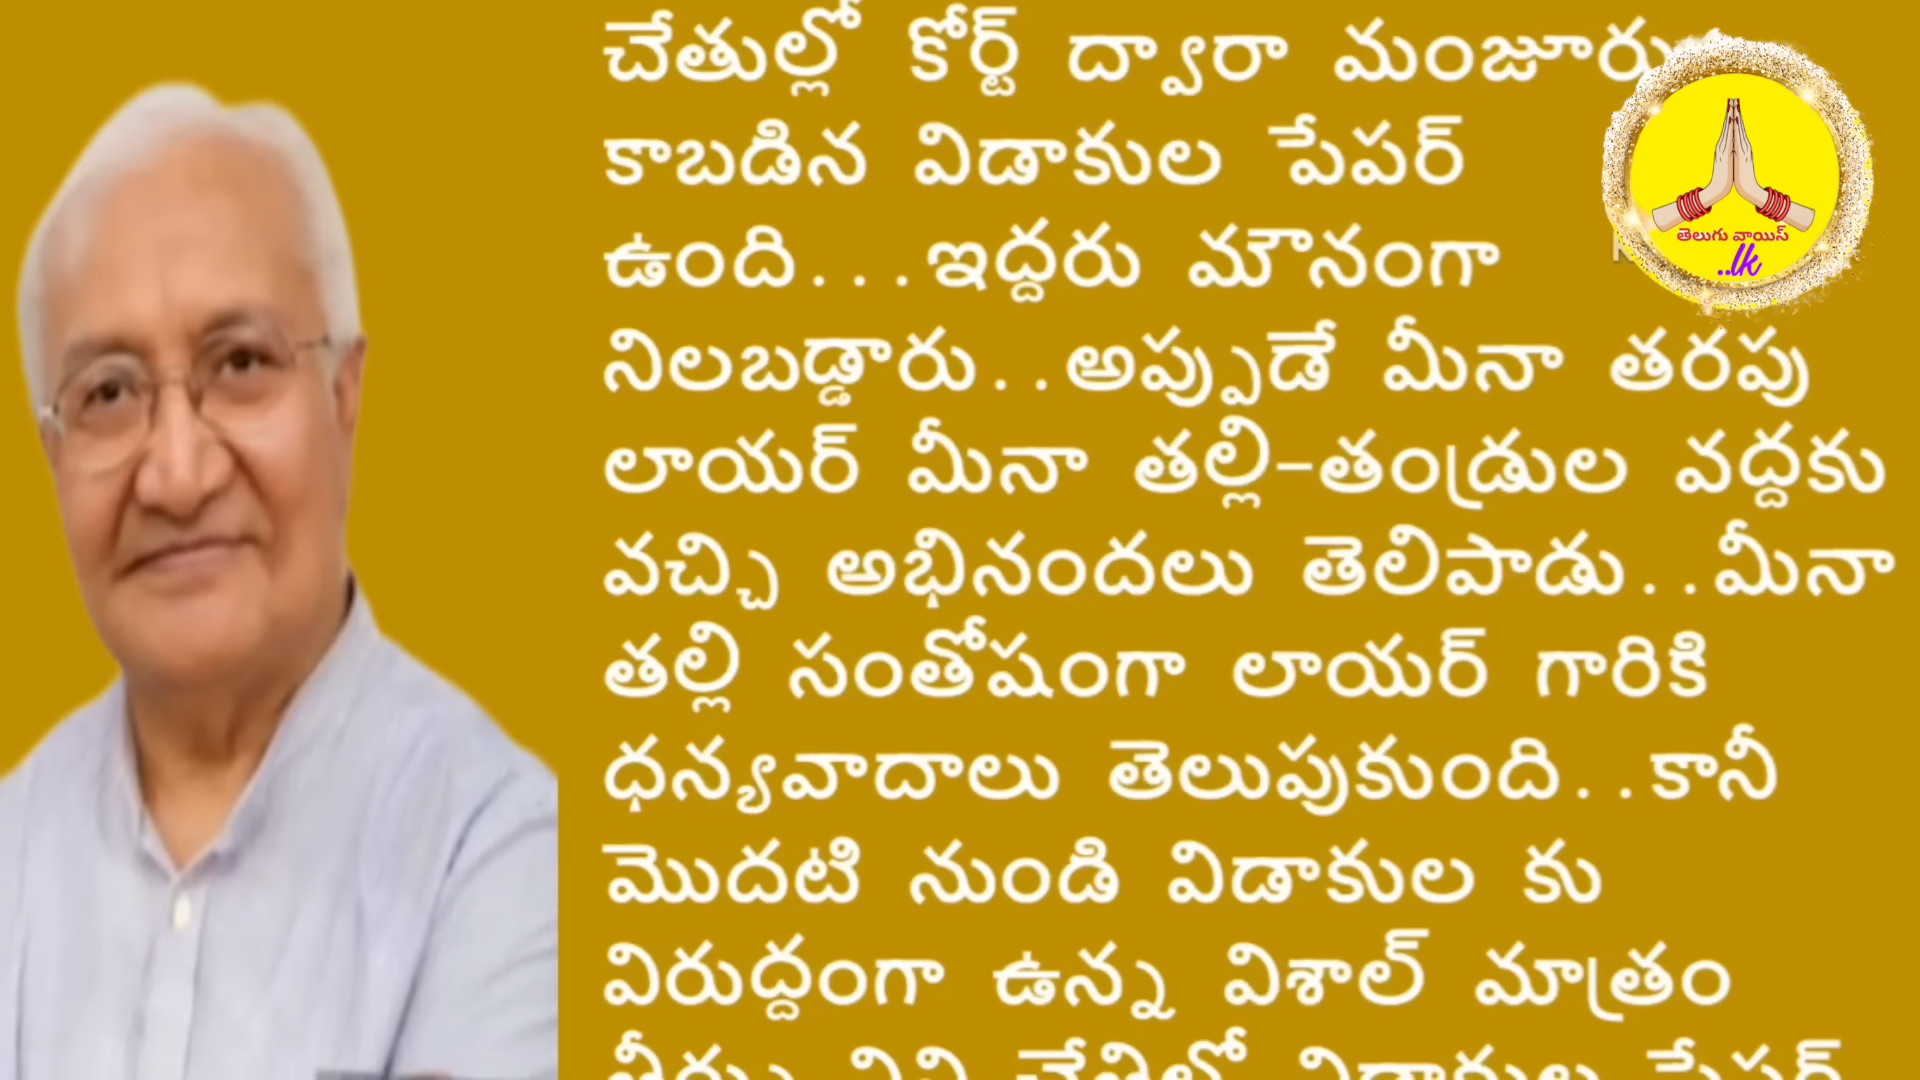 చేతుల్లో కోర్ట్ ద్వారా మంజూరు
కాబడిన విడాకుల పేపర్
ఉంది...ఇద్దరు మౌనంగా
నిలబడ్డారు..అప్పుడే మీనా తరపు
లాయర్ మీనా తల్లి-తండ్రుల వద్దకు
వచ్చి అభినందలు తెలిపాడు..మీనా
తల్లి సంతోషంగా లాయర్ గారికి
ధన్యవాదాలు తెలుపుకుంది..కానీ
మొదటి నుండి విడాకుల కు
విరుద్దంగా ఉన్న విశాల్ మాత్రం
తెలుగు వాయిస్
..lk